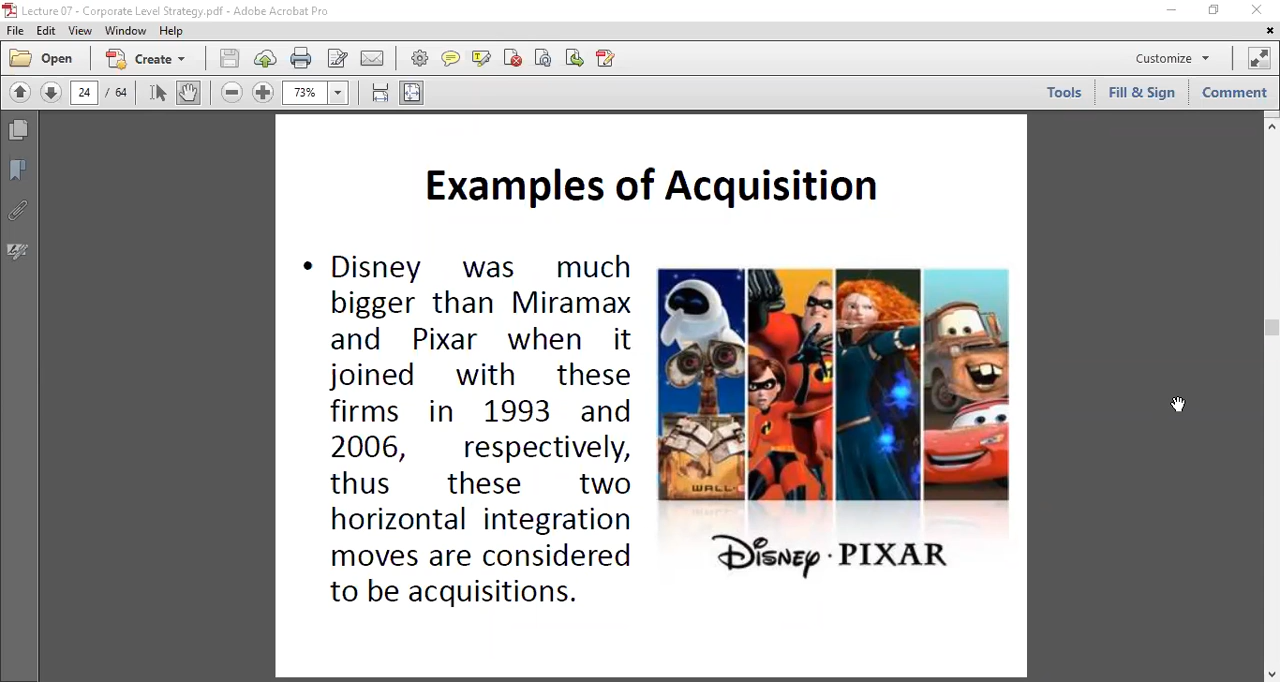 Lecture 07 - Corporate Level Strategy.pdf - Adobe Acrobat Pro
File Edit View Window Help
Open Create Customize
24 / 64 73% Tools Fill & Sign Comment
Examples of Acquisition
• Disney was much
bigger than Miramax
and Pixar when it
joined with these
firms in 1993 and
2006, respectively,
thus these two
horizontal integration
moves are considered
to be acquisitions.
WALL·E
Disney · PIXAR